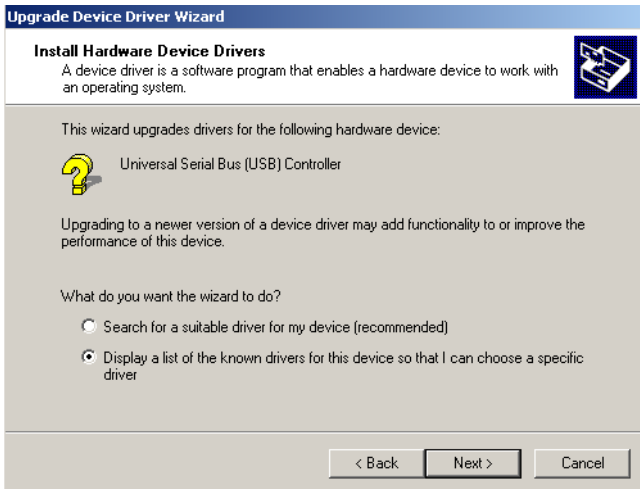 Upgrade Device Driver Wizard
Install Hardware Device Drivers
A device driver is a software program that enables a hardware device to work with
an operating system.
This wizard upgrades drivers for the following hardware device:
Universal Serial Bus (USB) Controller
Upgrading to a newer version of a device driver may add functionality to or improve the
performance of this device.
What do you want the wizard to do?
Search for a suitable driver for my device (recommended)
Display a list of the known drivers for this device so that I can choose a specific
driver
< Back
Next >
Cancel